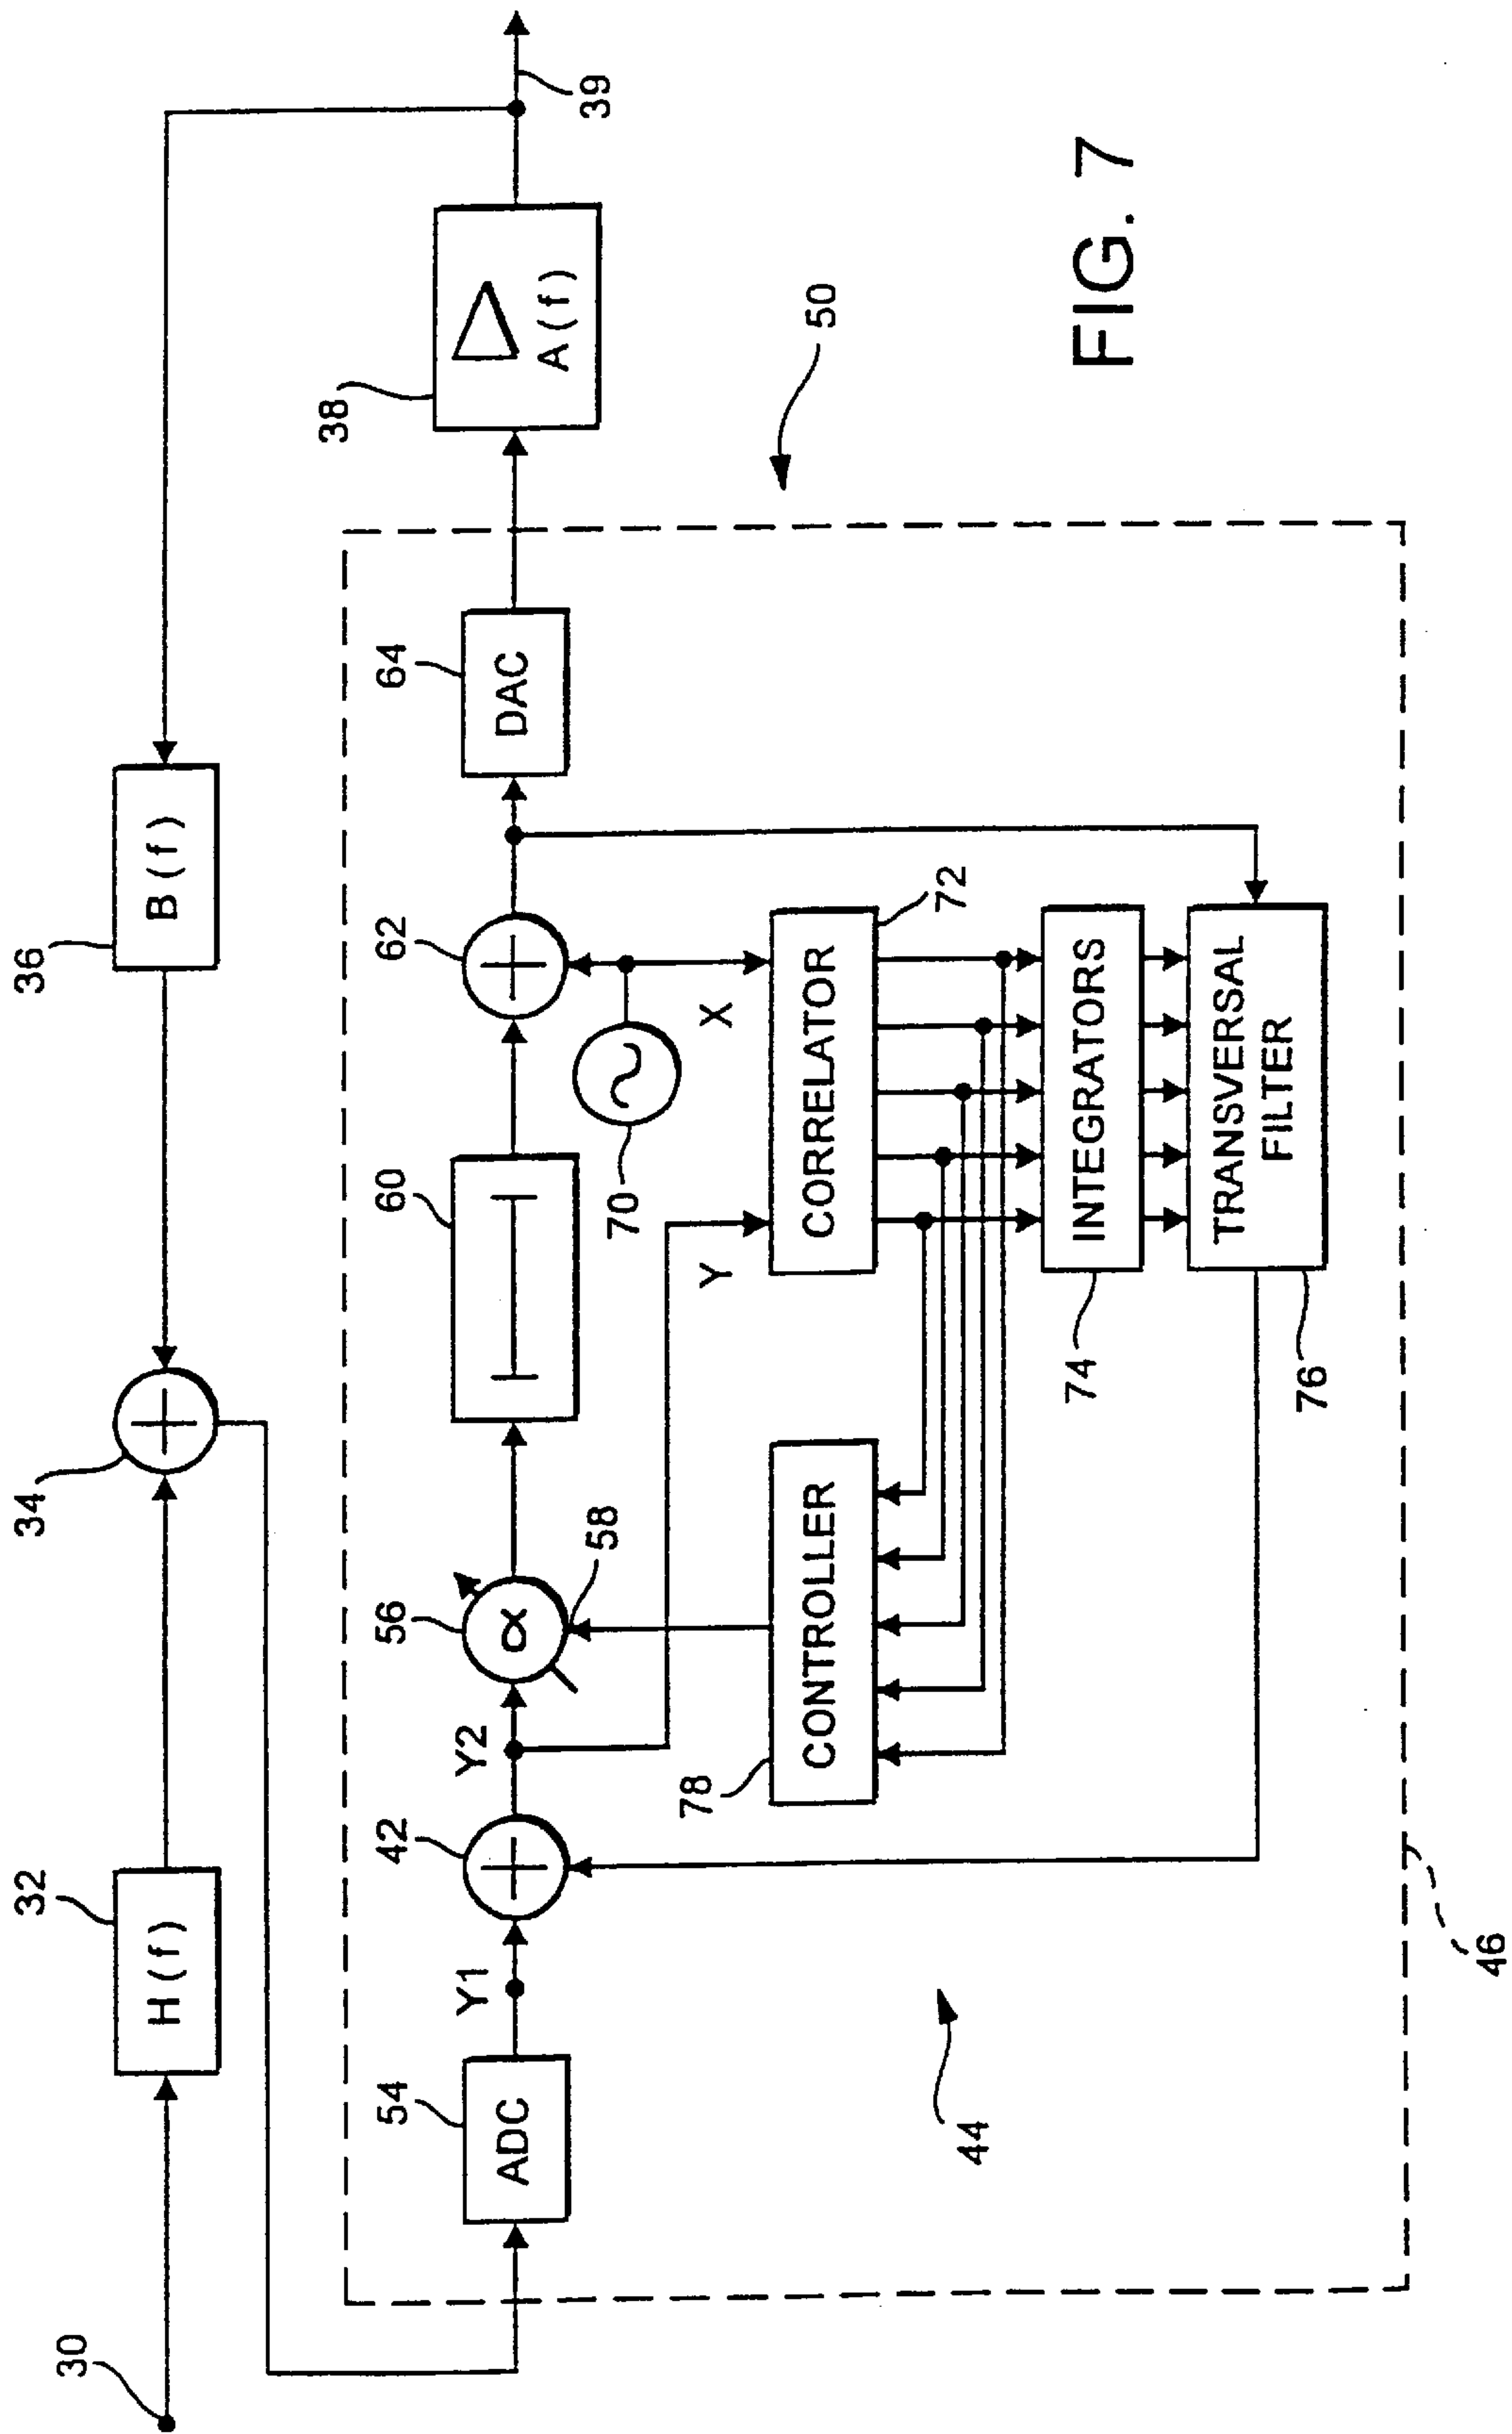 30
32
H(f)
34
36
B(f)
39
38
A(f)
50
54
ADC
Y1
42
Y2
56
α
58
60
62
64
DAC
70
X
Y
72
CORRELATOR
78
CONTROLLER
74
INTEGRATORS
76
TRANSVERSAL
FILTER
44
46
FIG. 7